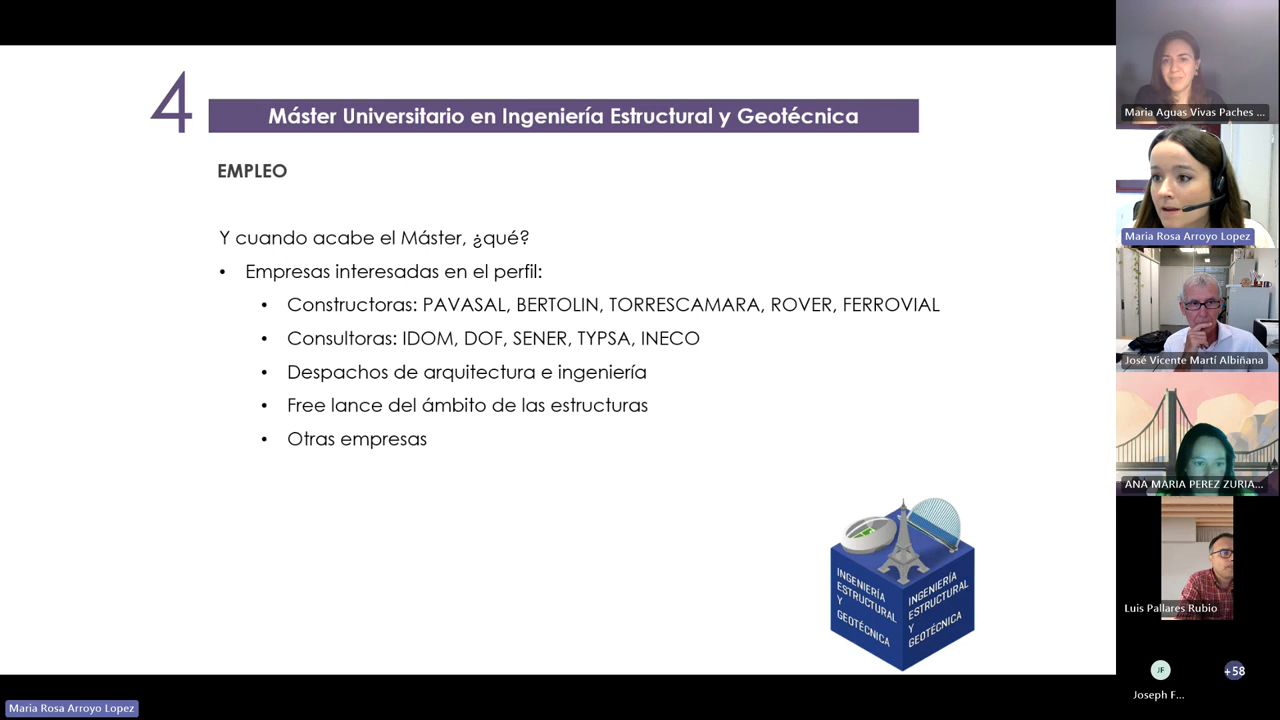 4
Máster Universitario en Ingeniería Estructural y Geotécnica
EMPLEO
Y cuando acabe el Máster, ¿qué?
• Empresas interesadas en el perfil:
• Constructoras: PAVASAL, BERTOLIN, TORRESCAMARA, ROVER, FERROVIAL
• Consultoras: IDOM, DOF, SENER, TYPSA, INECO
• Despachos de arquitectura e ingeniería
• Free lance del ámbito de las estructuras
• Otras empresas
INGENIERÍA
ESTRUCTURAL
Y
GEOTÉCNICA
INGENIERÍA
ESTRUCTURAL
Y
GEOTÉCNICA
Maria Aguas Vivas Paches ...
Maria Rosa Arroyo Lopez
José Vicente Martí Albiñana
ANA MARIA PEREZ ZURIA...
Luis Pallares Rubio
JF
+58
Joseph F...
Maria Rosa Arroyo Lopez